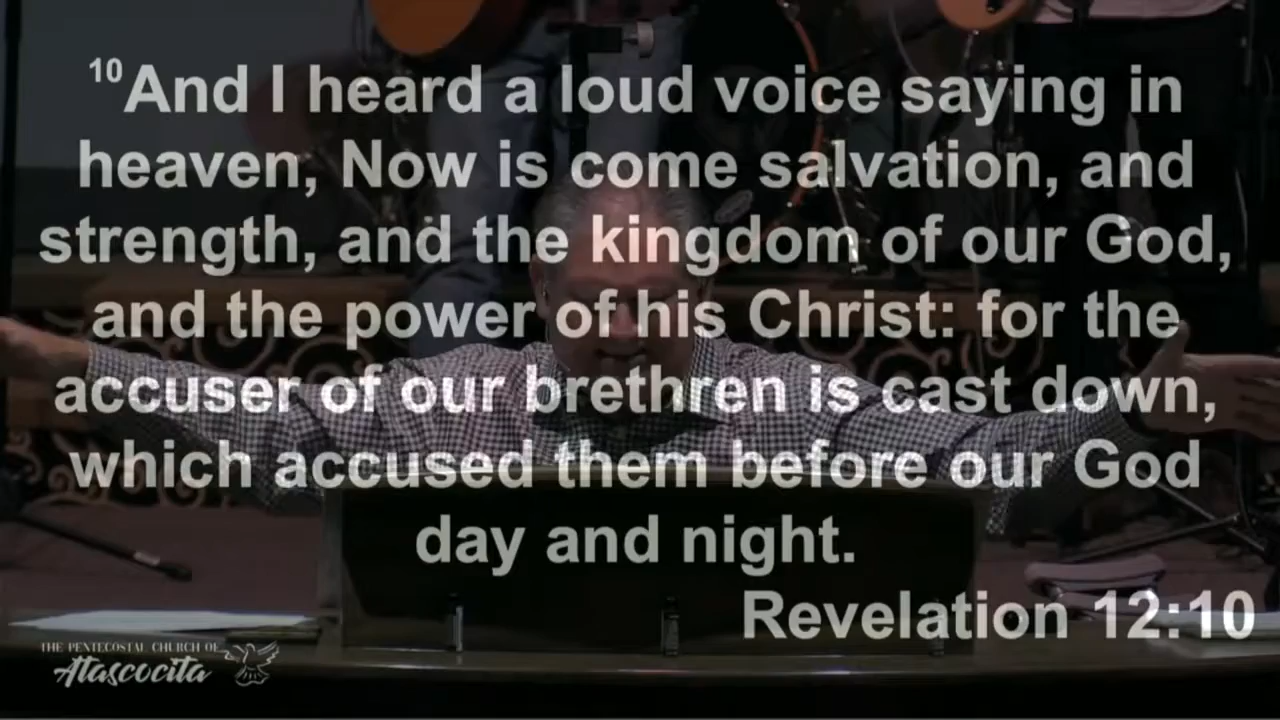 10And I heard a loud voice saying in
heaven, Now is come salvation, and
strength, and the kingdom of our God,
and the power of his Christ: for the
accuser of our brethren is cast down,
which accused them before our God
day and night.
Revelation 12:10
THE PENTECOSTAL CHURCH OF
Atascocita